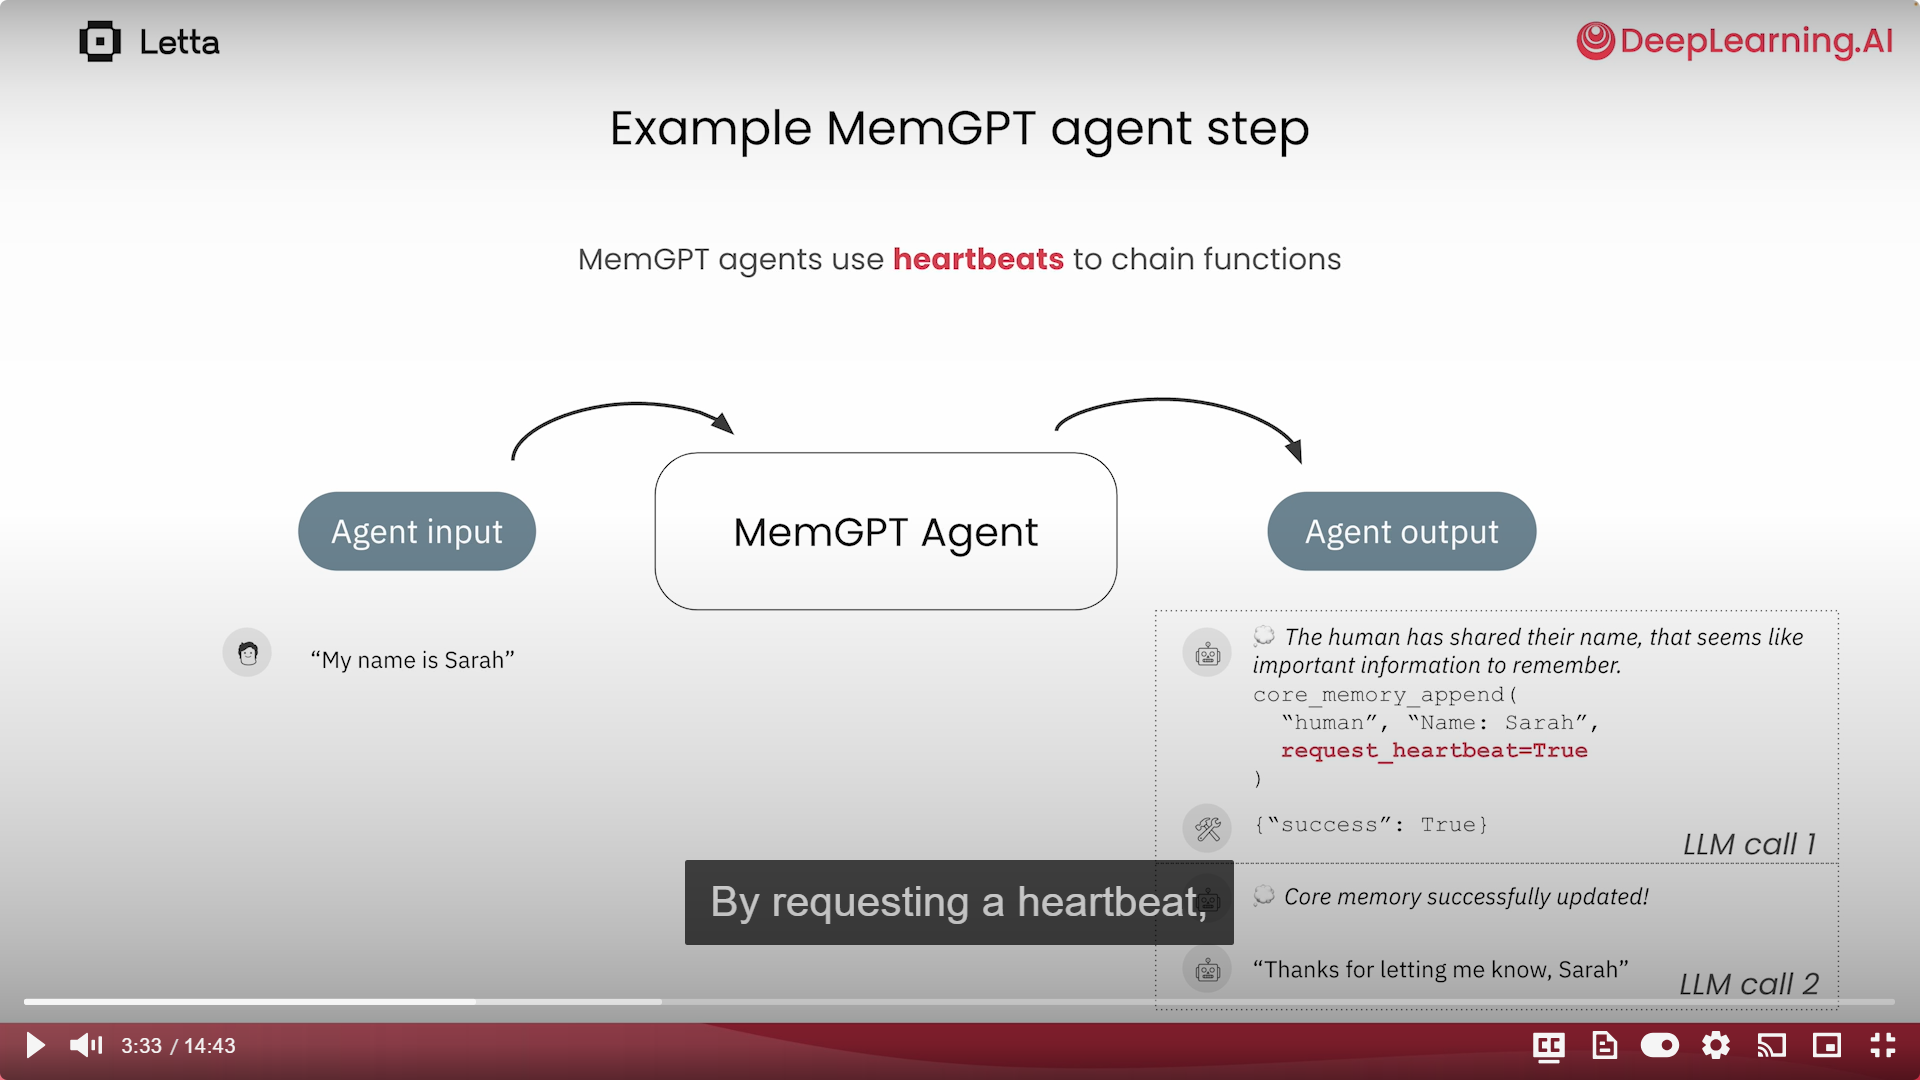 Letta
DeepLearning.AI
Example MemGPT agent step
MemGPT agents use heartbeats to chain functions
Agent input
MemGPT Agent
Agent output
“My name is Sarah”
The human has shared their name, that seems like
important information to remember.
core_memory_append(
“human”, “Name: Sarah”,
request_heartbeat=True
)
{“success”: True}
LLM call 1
By requesting a heartbeat,
Core memory successfully updated!
“Thanks for letting me know, Sarah”
LLM call 2
3:33 / 14:43
CC